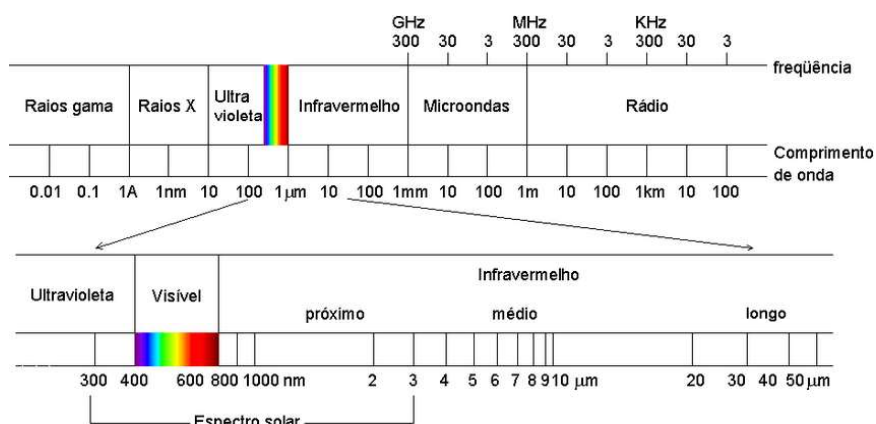 GHz MHz KHz
300 30 3 300 30 3 300 30 3
freqüência
Raios gama Raios X Ultra violeta Infravermelho Microondas Rádio
Comprimento de onda
0.01 0.1 1A 1nm 10 100 1μm 10 100 1mm 10 100 1m 10 100 1km 10 100
Infravermelho
Ultravioleta Visível
próximo médio longo
300 400 600 800 1000 nm 2 3 4 5 6 7 8 9 10 μm 20 30 40 50 μm
Espectro solar